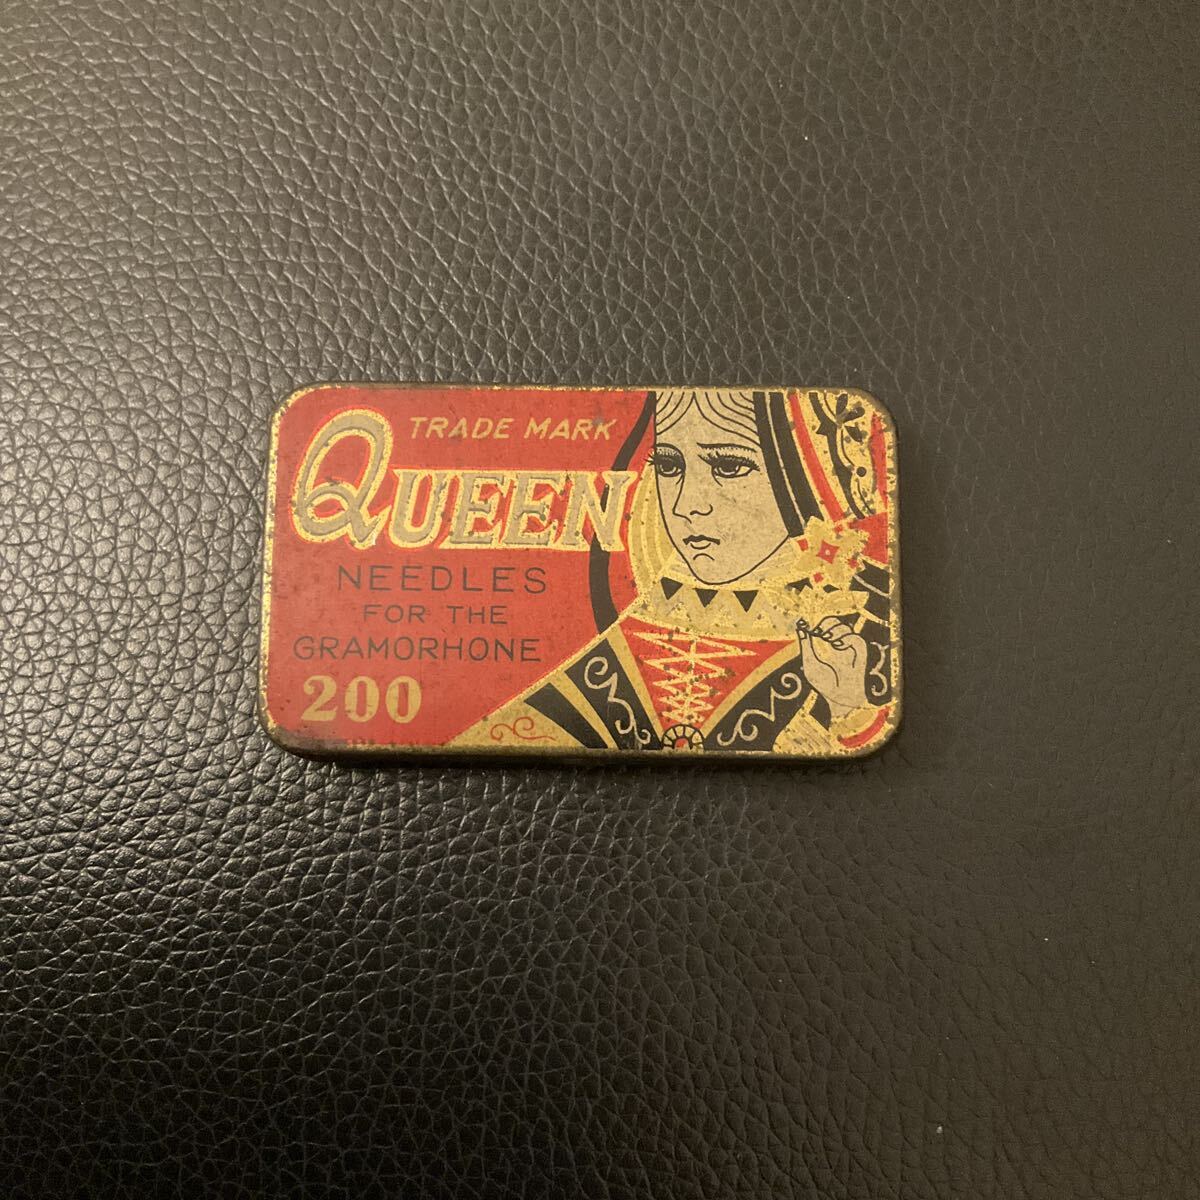 TRADE MARK
QUEEN
NEEDLES
FOR THE
GRAMORHONE
200